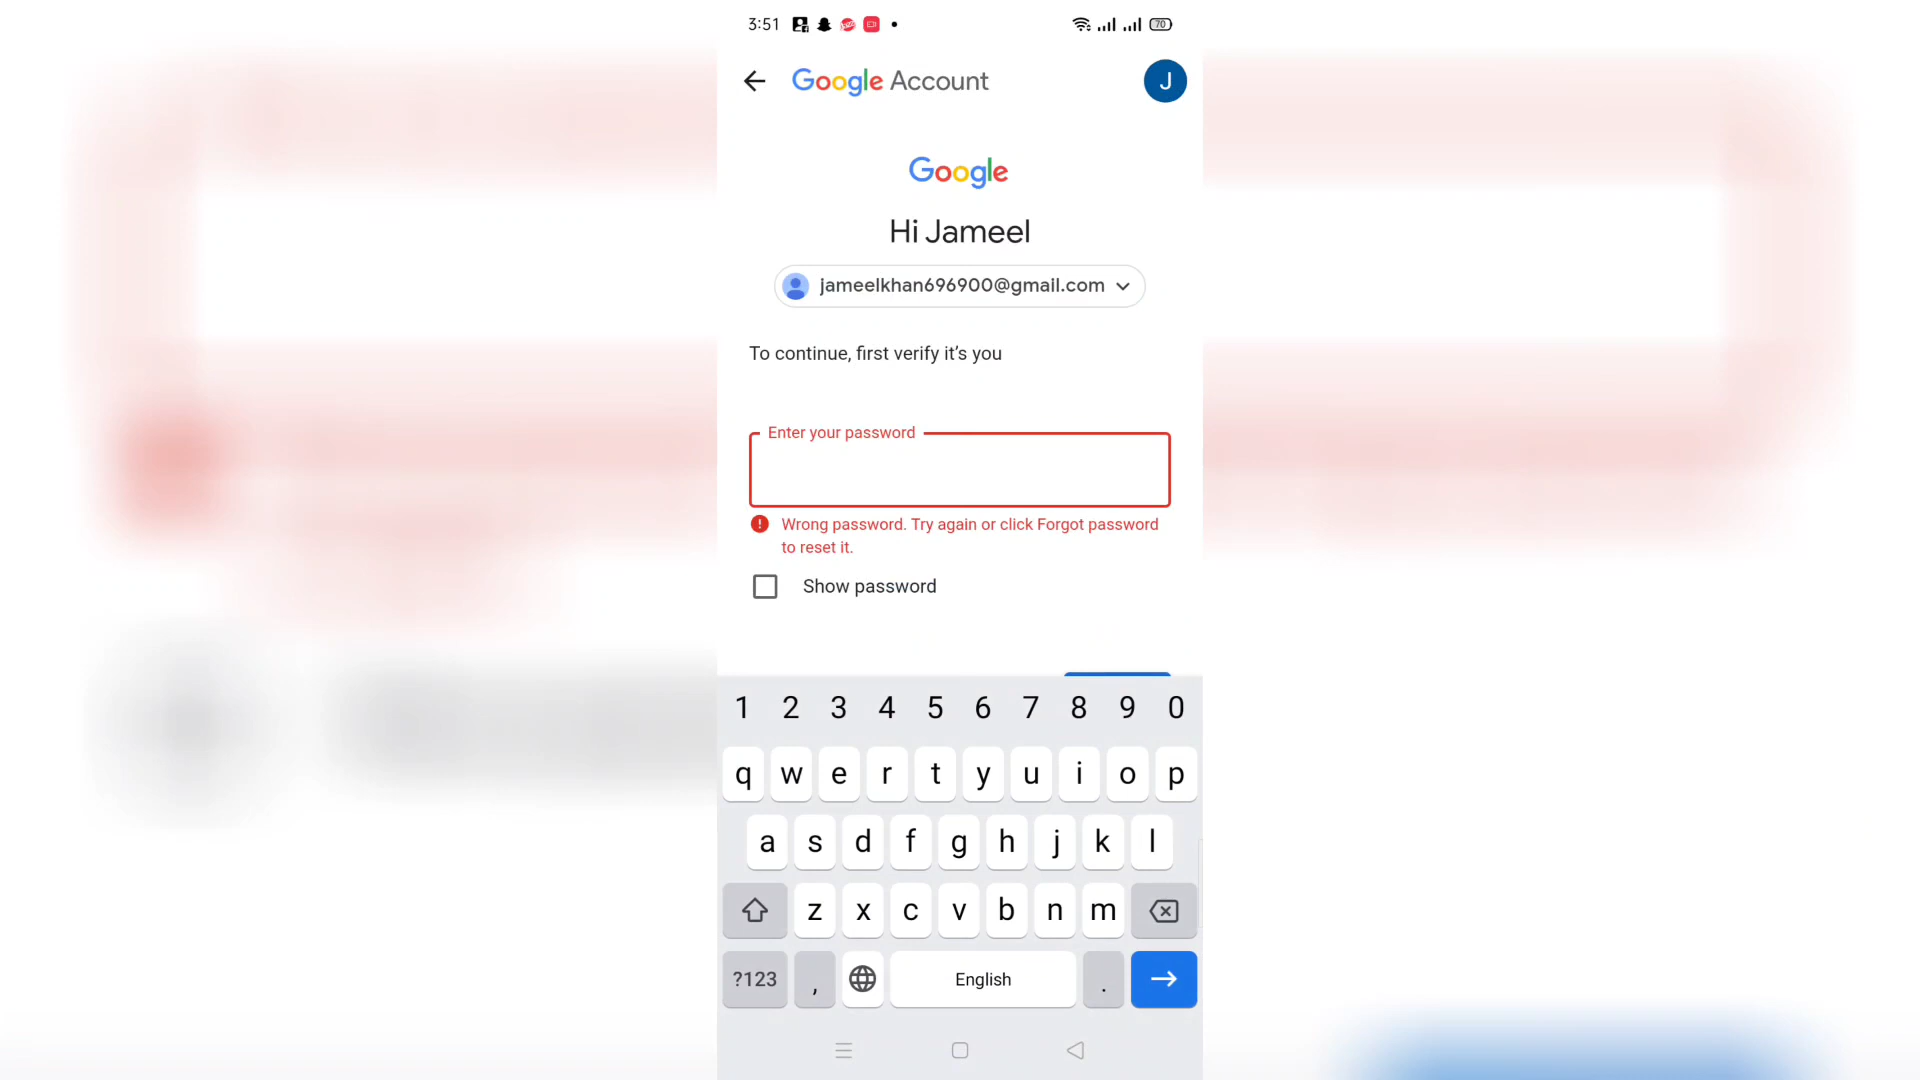 3:51
70
Google Account
J
Google
Hi Jameel
jameelkhan696900@gmail.com
To continue, first verify it’s you
Enter your password
Wrong password. Try again or click Forgot password
to reset it.
Show password
1 2 3 4 5 6 7 8 9 0
q w e r t y u i o p
a s d f g h j k l
z x c v b n m
?123 , English .